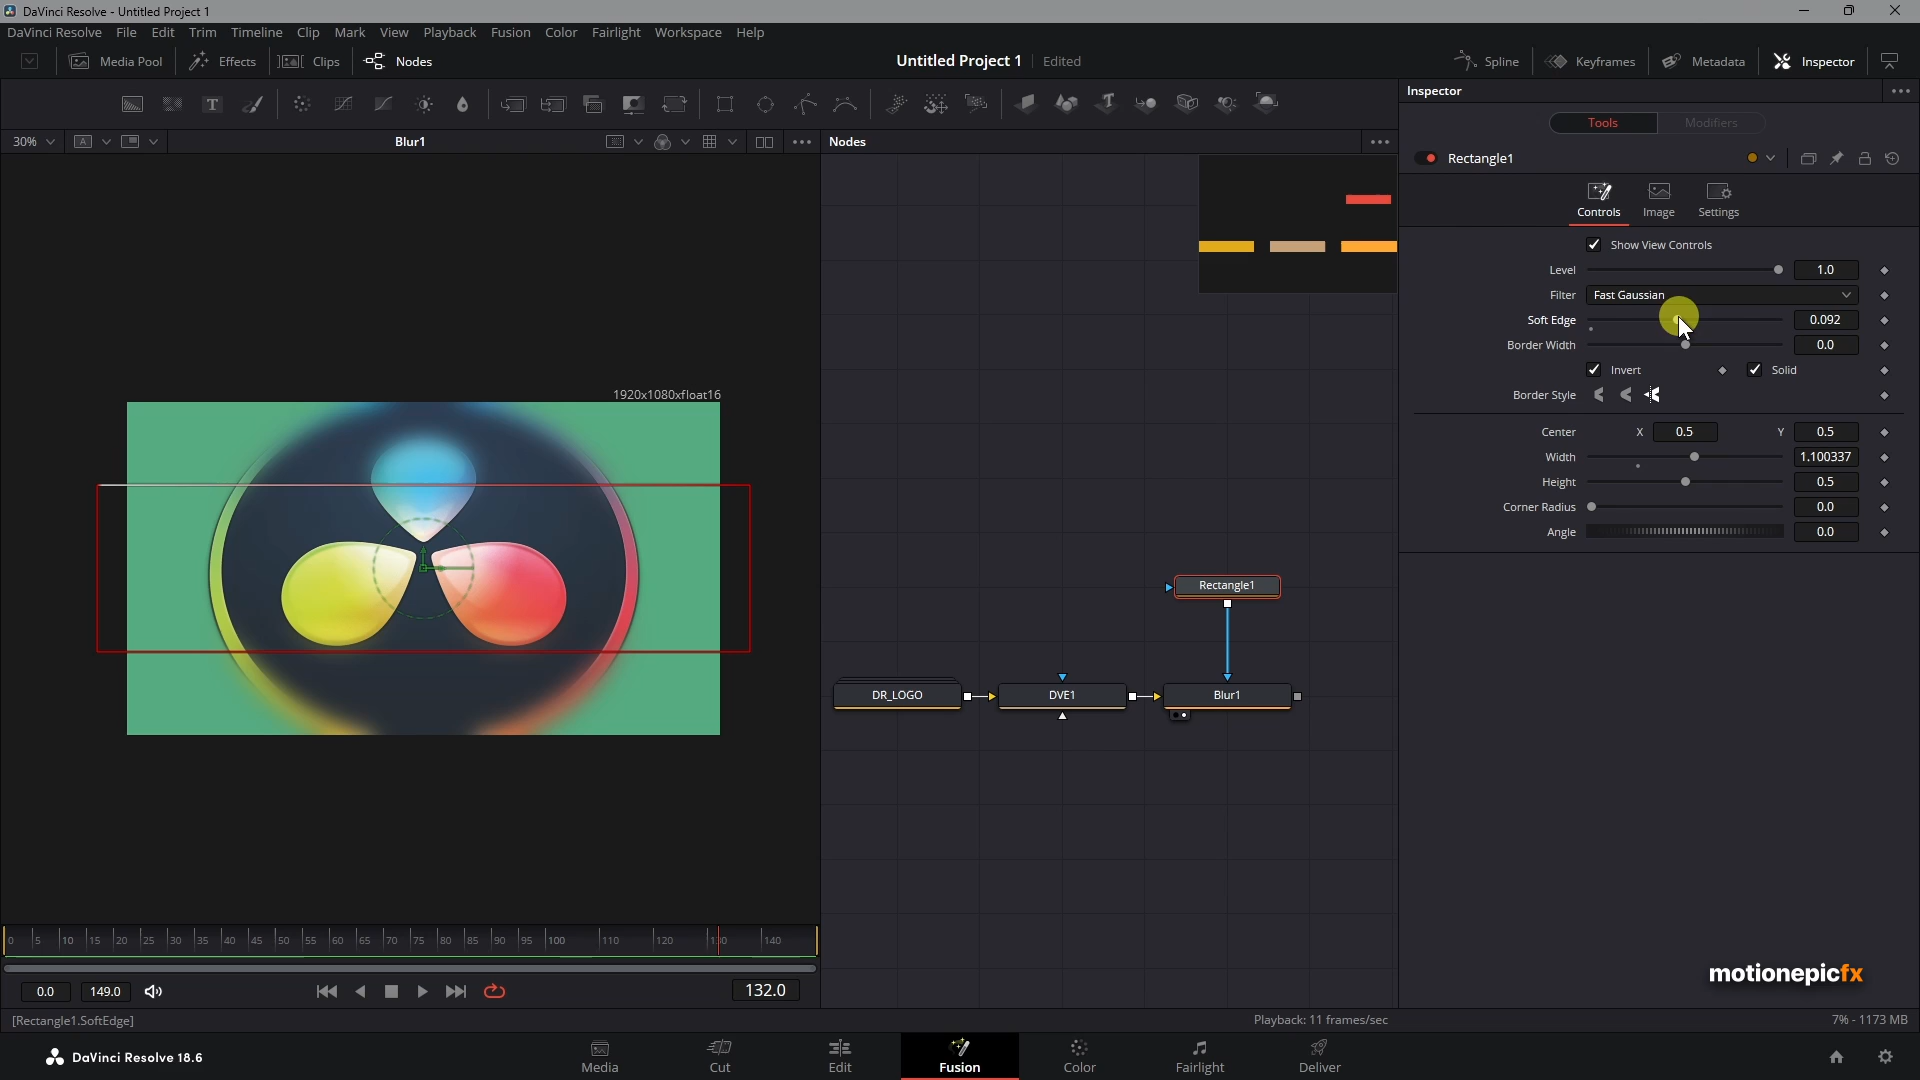 DaVinci Resolve - Untitled Project 1
DaVinci Resolve File Edit Trim Timeline Clip Mark View Playback Fusion Color Fairlight Workspace Help
Media Pool Effects Clips Nodes Untitled Project 1 Edited Spline Keyframes Metadata Inspector
Inspector
T T
Tools Modifiers
30% A Blur1 Nodes
Rectangle1
Controls Image Settings
Show View Controls
Level 1.0
Filter Fast Gaussian
Soft Edge 0.092
Border Width 0.0
Invert Solid
Border Style
1920x1080xfloat16
Center X 0.5 Y 0.5
Width 1.100337
Height 0.5
Corner Radius 0.0
Angle 0.0
Rectangle1
DR_LOGO DVE1 Blur1
0 5 10 15 20 25 30 35 40 45 50 55 60 65 70 75 80 85 90 95 100 110 120 130 140
motionepicfx
0.0 149.0 132.0
[Rectangle1.SoftEdge] Playback: 11 frames/sec 7% - 1173 MB
DaVinci Resolve 18.6 Media Cut Edit Fusion Color Fairlight Deliver